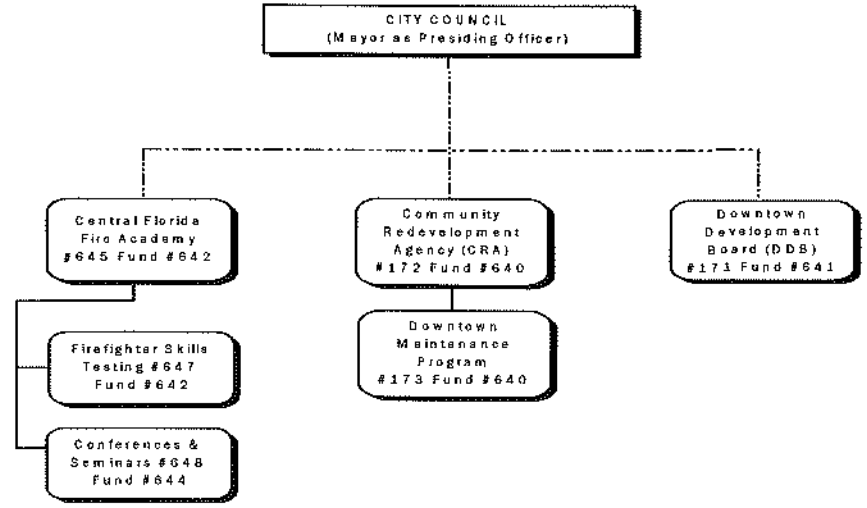 CITY COUNCIL
(Mayor as Presiding Officer)
Central Florida
Fire Academy
#645 Fund #642
Community
Redevelopment
Agency (CRA)
#172 Fund #640
Downtown
Development
Board (DDB)
#171 Fund #641
Firefighter Skills
Testing #647
Fund #642
Downtown
Maintenance
Program
#173 Fund #640
Conferences &
Seminars #648
Fund #644